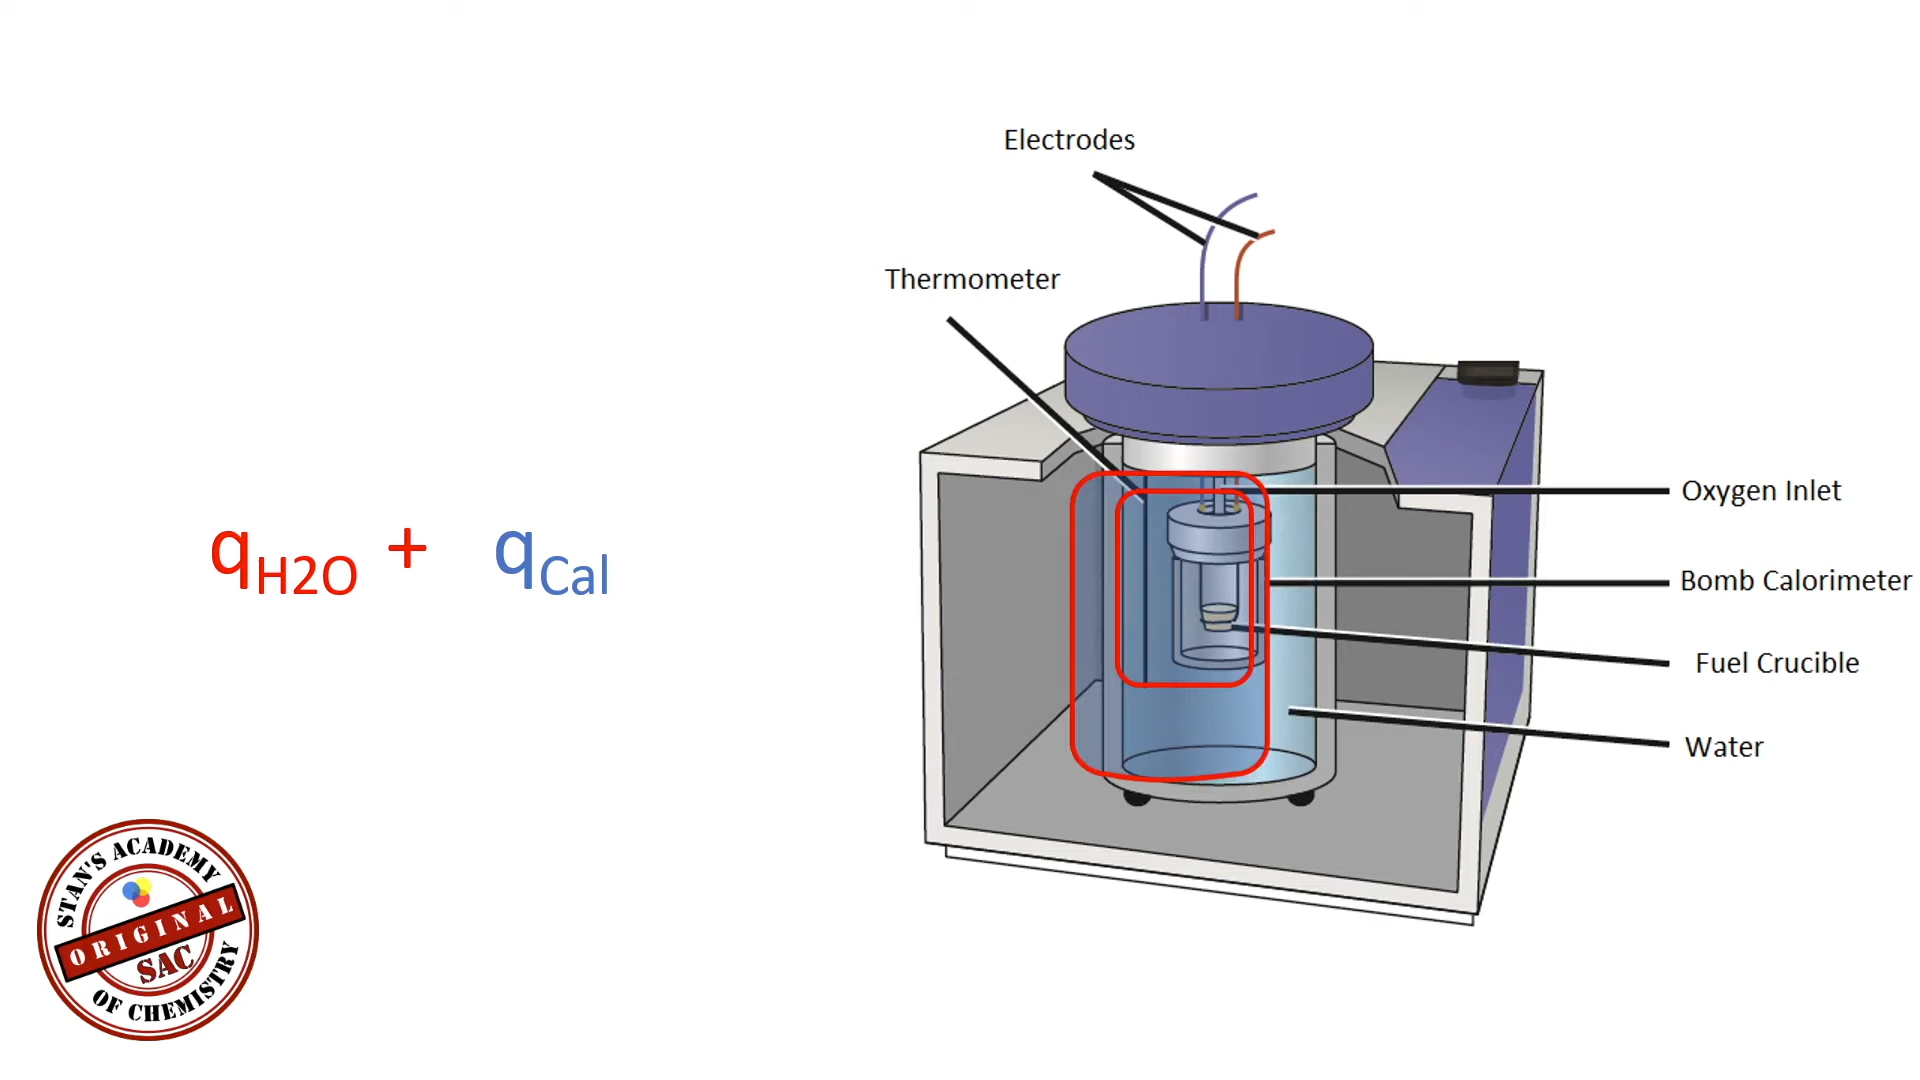 Electrodes
Thermometer
Oxygen Inlet
qH2O + qCal
Bomb Calorimeter
Fuel Crucible
Water
STAN'S ACADEMY
ORIGINAL
SAC
OF CHEMISTRY